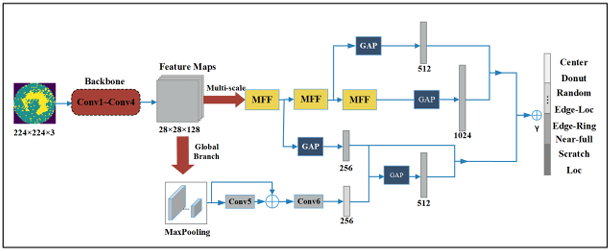 Feature Maps
Backbone
Conv1~Conv4
Multi-scale
224×224×3
28×28×128
MFF
MFF
MFF
GAP
512
GAP
1024
Global
Branch
GAP
256
GAP
512
MaxPooling
Conv5
Conv6
256
γ
Center
Donut
Random
Edge-Loc
Edge-Ring
Near-full
Scratch
Loc